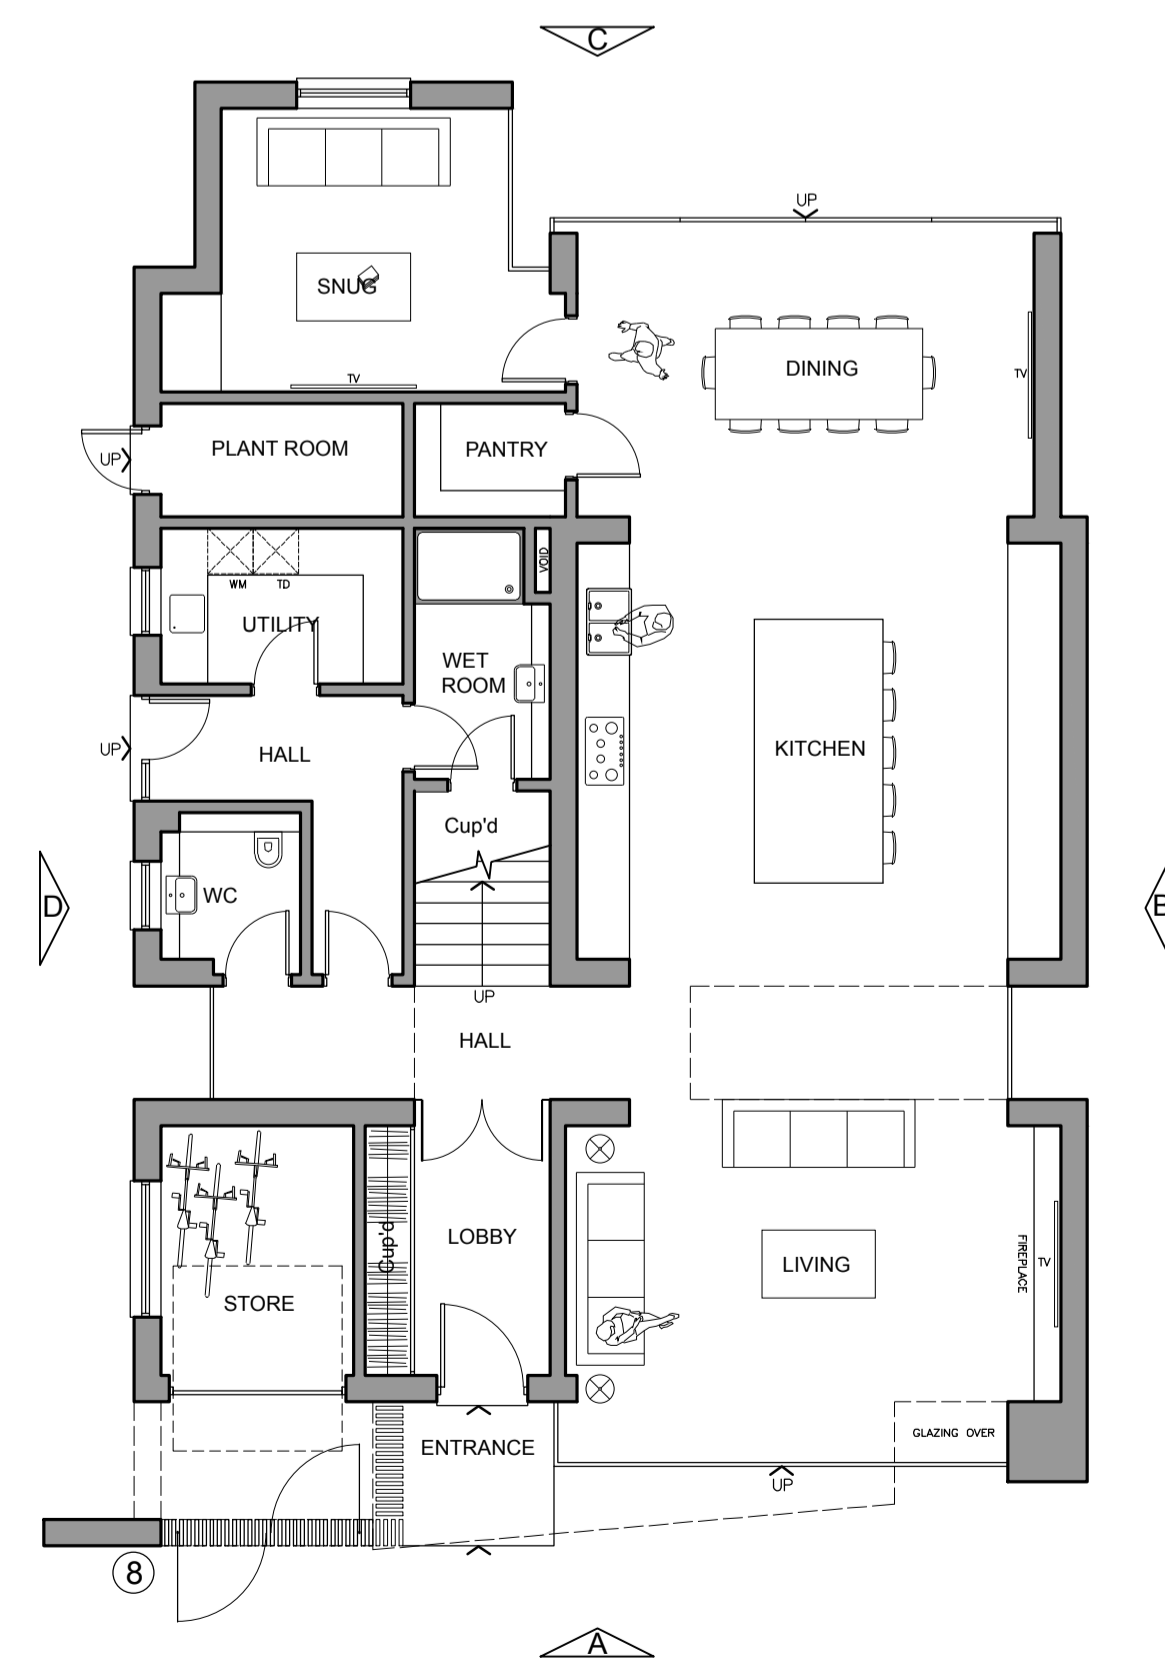 C
UP
SNUG
DINING
TV
TV
PLANT ROOM
PANTRY
UP
VOID
WM
TD
UTILITY
WET
ROOM
UP
HALL
KITCHEN
Cup'd
D
WC
B
UP
HALL
LOBBY
Cup'd
FIREPLACE
TV
LIVING
STORE
GLAZING OVER
ENTRANCE
UP
8
A